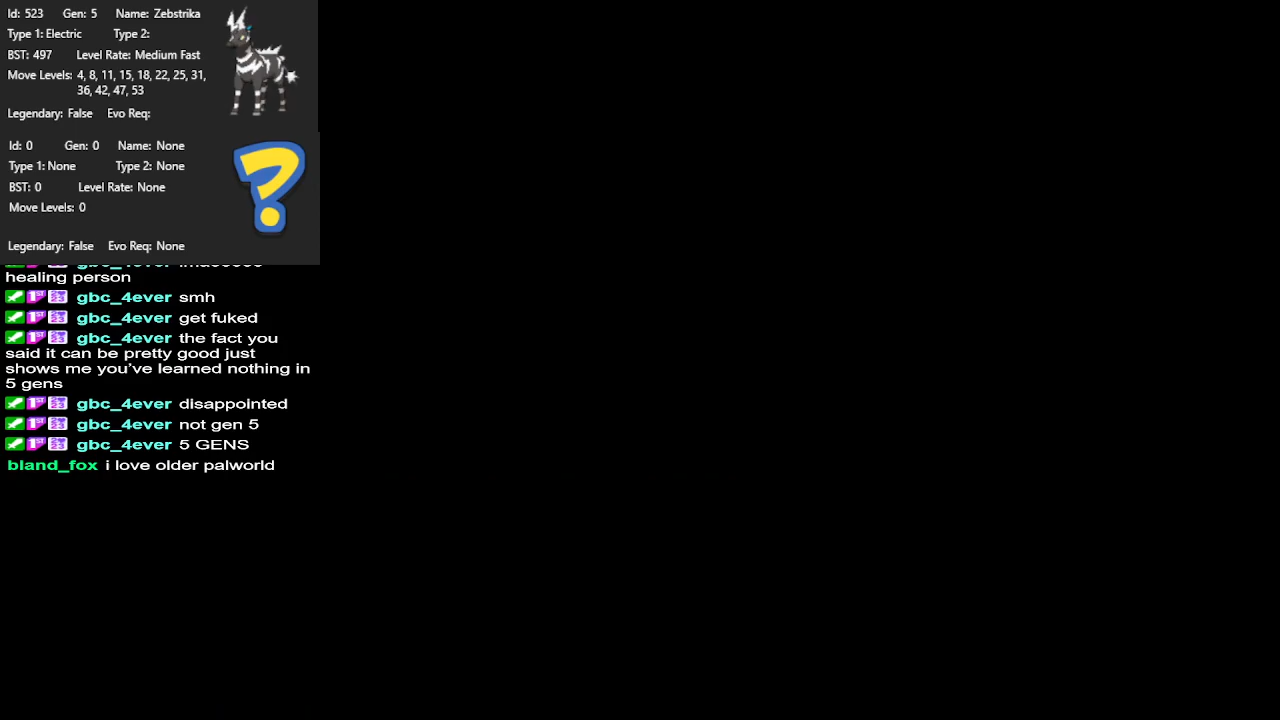 Id: 523 Gen: 5 Name: Zebstrika
Type 1: Electric Type 2:
BST: 497 Level Rate: Medium Fast
Move Levels: 4, 8, 11, 15, 18, 22, 25, 31,
36, 42, 47, 53
Legendary: False Evo Req:
Id: 0 Gen: 0 Name: None
Type 1: None Type 2: None
BST: 0 Level Rate: None
Move Levels: 0
Legendary: False Evo Req: None
gbc_4ever
healing person
gbc_4ever smh
gbc_4ever get fuked
gbc_4ever the fact you
said it can be pretty good just
shows me you've learned nothing in
5 gens
gbc_4ever disappointed
gbc_4ever not gen 5
gbc_4ever 5 GENS
bland_fox i love older palworld